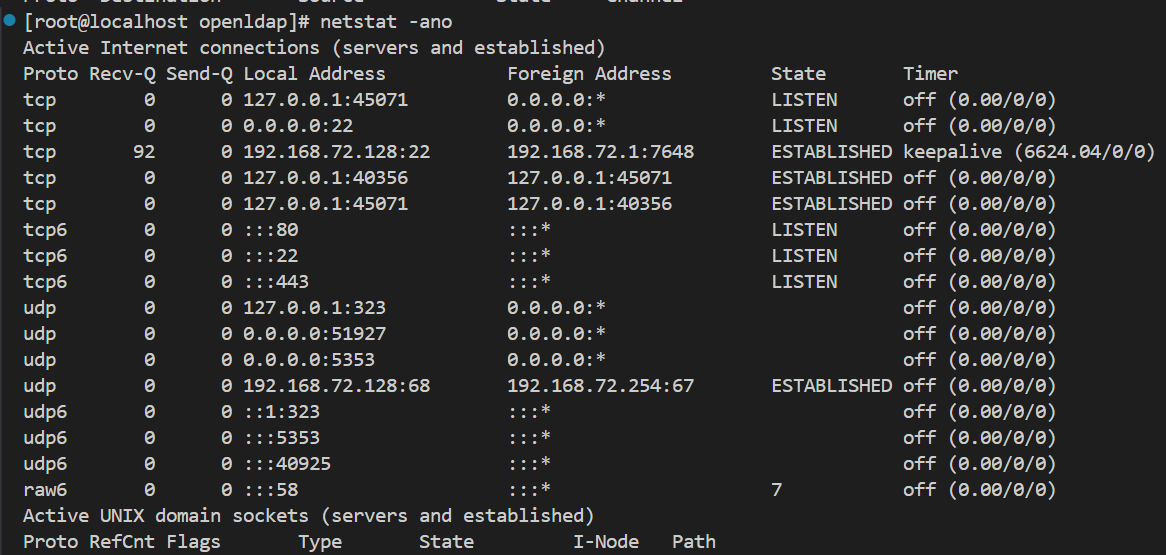 [root@localhost openldap]# netstat -ano
Active Internet connections (servers and established)
Proto Recv-Q Send-Q Local Address           Foreign Address         State       Timer
tcp        0      0 127.0.0.1:45071         0.0.0.0:*               LISTEN      off (0.00/0/0)
tcp        0      0 0.0.0.0:22              0.0.0.0:*               LISTEN      off (0.00/0/0)
tcp       92      0 192.168.72.128:22       192.168.72.1:7648       ESTABLISHED keepalive (6624.04/0/0)
tcp        0      0 127.0.0.1:40356         127.0.0.1:45071         ESTABLISHED off (0.00/0/0)
tcp        0      0 127.0.0.1:45071         127.0.0.1:40356         ESTABLISHED off (0.00/0/0)
tcp6       0      0 :::80                   :::*                    LISTEN      off (0.00/0/0)
tcp6       0      0 :::22                   :::*                    LISTEN      off (0.00/0/0)
tcp6       0      0 :::443                  :::*                    LISTEN      off (0.00/0/0)
udp        0      0 127.0.0.1:323           0.0.0.0:*                           off (0.00/0/0)
udp        0      0 0.0.0.0:51927           0.0.0.0:*                           off (0.00/0/0)
udp        0      0 0.0.0.0:5353            0.0.0.0:*                           off (0.00/0/0)
udp        0      0 192.168.72.128:68       192.168.72.254:67       ESTABLISHED off (0.00/0/0)
udp6       0      0 ::1:323                 :::*                                off (0.00/0/0)
udp6       0      0 :::5353                 :::*                                off (0.00/0/0)
udp6       0      0 :::40925                :::*                                off (0.00/0/0)
raw6       0      0 :::58                   :::*                    7           off (0.00/0/0)
Active UNIX domain sockets (servers and established)
Proto RefCnt Flags       Type       State         I-Node   Path